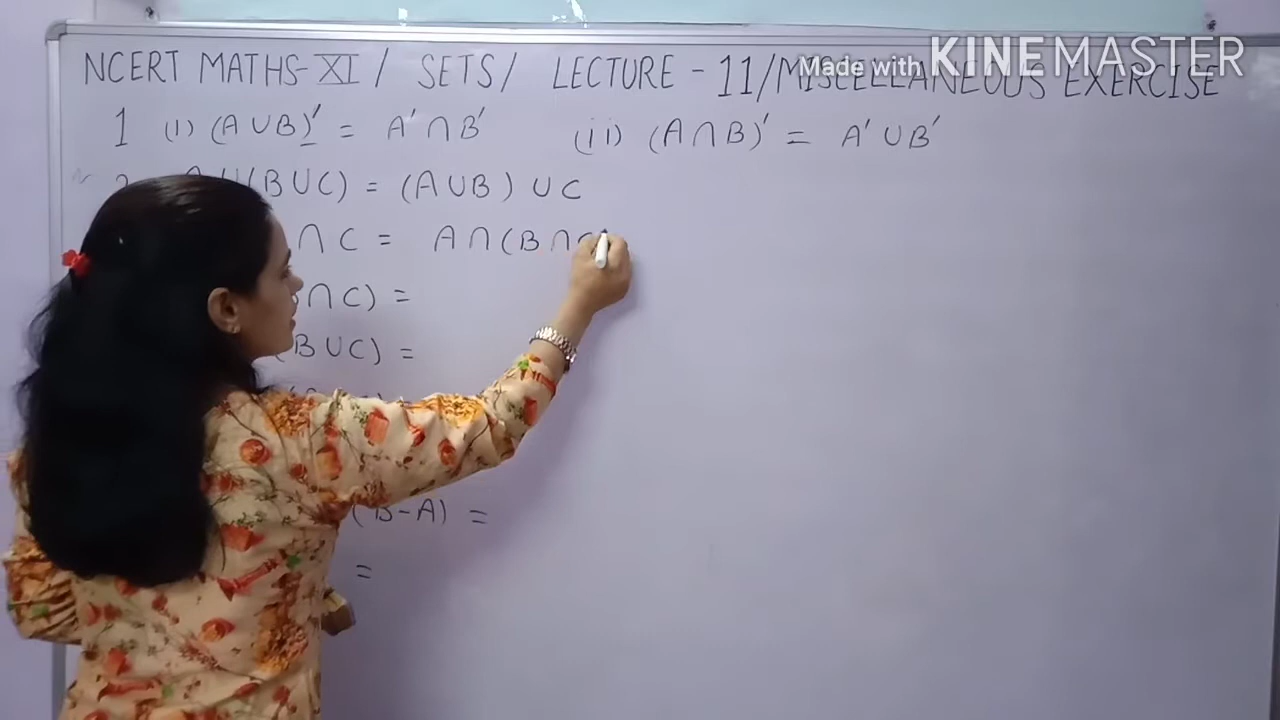 NCERT MATHS-XI / SETS / LECTURE - 11/MISCELLANEOUS EXERCISE
Made with KINEMASTER
1 (i) (A∪B)' = A'∩B' (ii) (A∩B)' = A'∪B'
(B∪C) = (A∪B) ∪ C
∩ C = A∩(B∩C
B∩C) =
(B∪C) =
(B-A) =
=